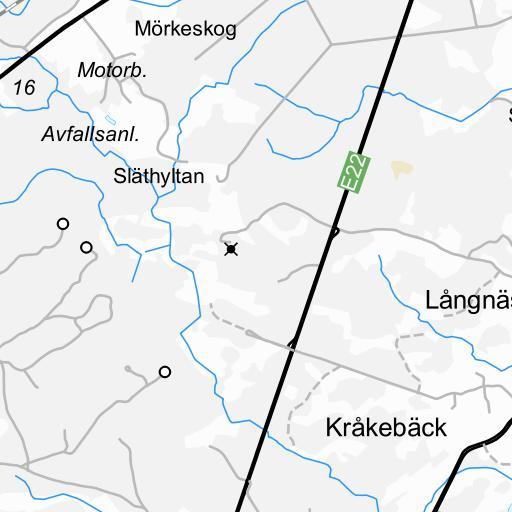 Mörkeskog
Motorb.
16
Avfallsanl.
Släthyltan
E22
Långnäs
Kråkebäck